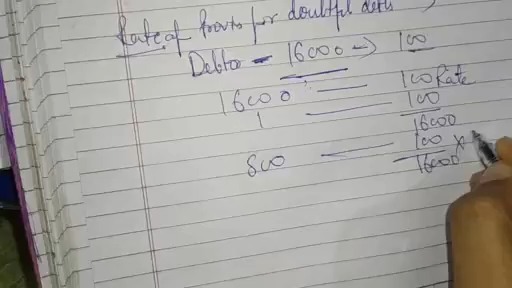 Rate of provts for doubtful debts
Debtor - 16000 → 100
16000 — 100 Rate
1 — 100
16000
800 — 100 ×
16000